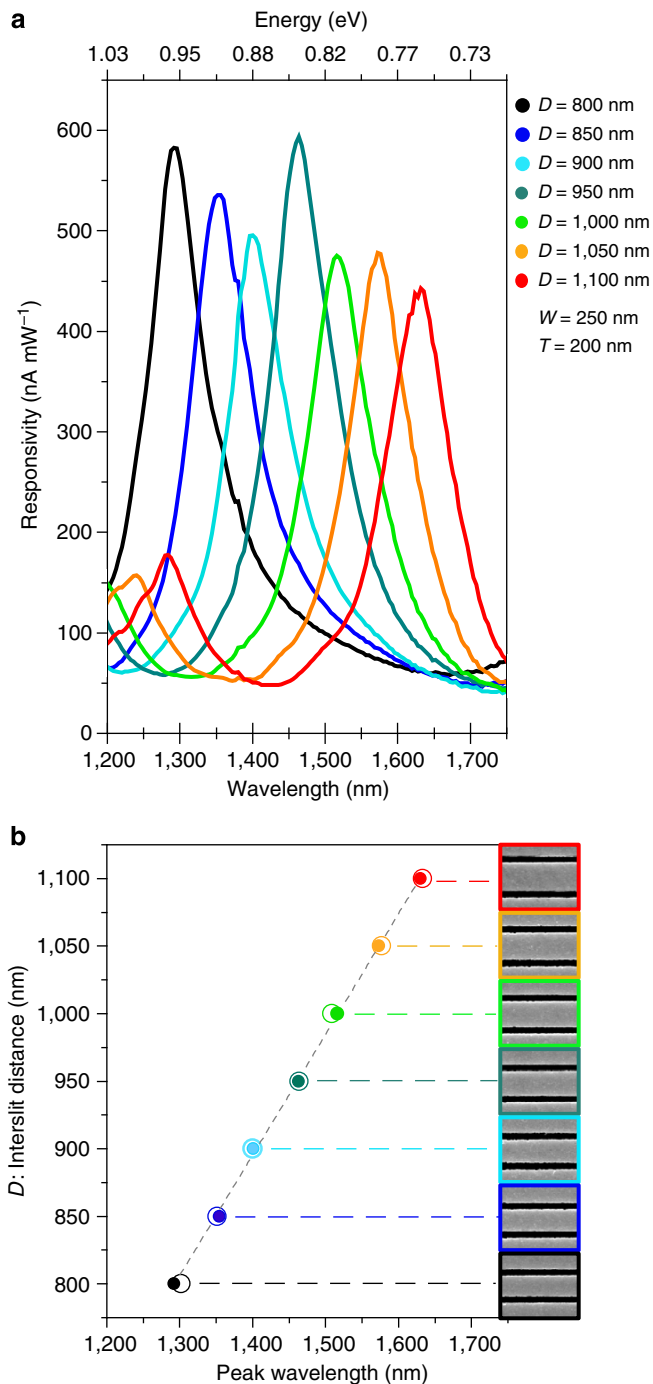 a
Energy (eV)
1.03 0.95 0.88 0.82 0.77 0.73
Responsivity (nA mW⁻¹)
600
500
400
300
200
100
0
1,200 1,300 1,400 1,500 1,600 1,700
Wavelength (nm)
D = 800 nm
D = 850 nm
D = 900 nm
D = 950 nm
D = 1,000 nm
D = 1,050 nm
D = 1,100 nm
W = 250 nm
T = 200 nm
b
D: Interslit distance (nm)
1,100
1,050
1,000
950
900
850
800
1,200 1,300 1,400 1,500 1,600 1,700
Peak wavelength (nm)